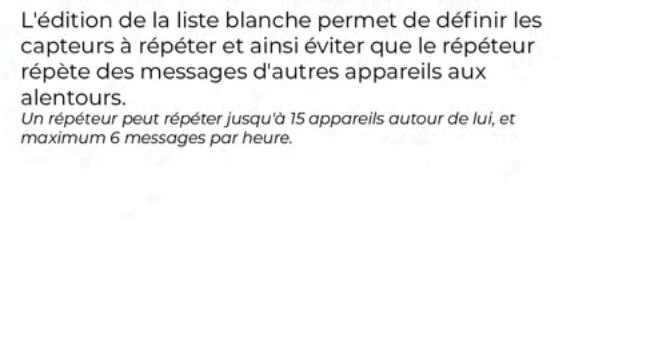 L'édition de la liste blanche permet de définir les
capteurs à répéter et ainsi éviter que le répéteur
répète des messages d'autres appareils aux
alentours.
Un répéteur peut répéter jusqu'à 15 appareils autour de lui, et
maximum 6 messages par heure.